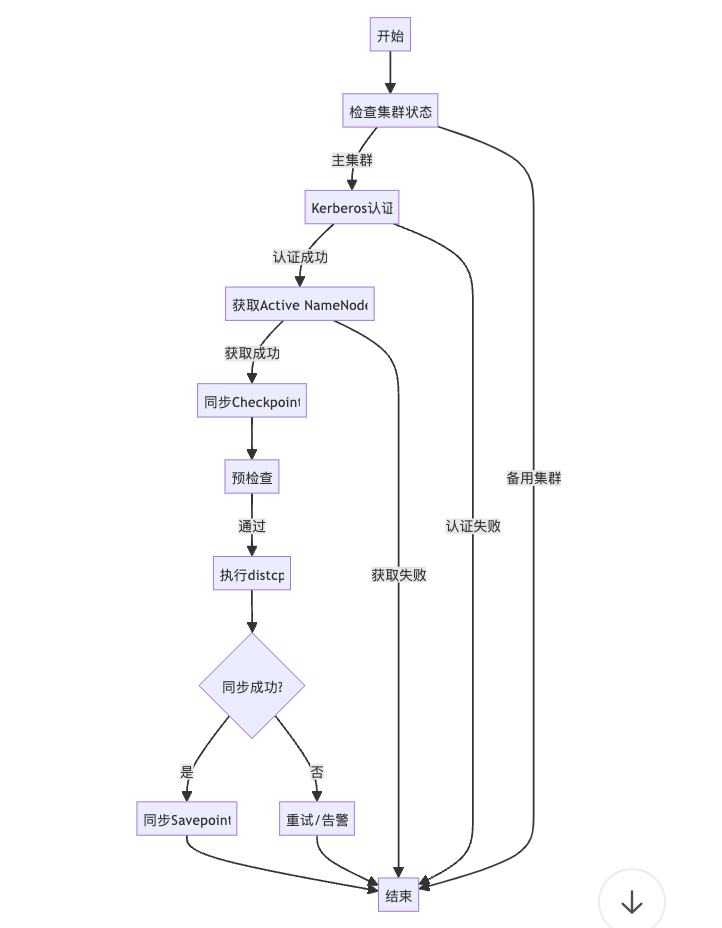 开始
检查集群状态
主集群
Kerberos认证
认证成功
获取Active NameNode
获取成功
同步Checkpoint
预检查
备用集群
通过
认证失败
执行distcp
获取失败
同步成功?
是
否
同步Savepoint
重试/告警
结束